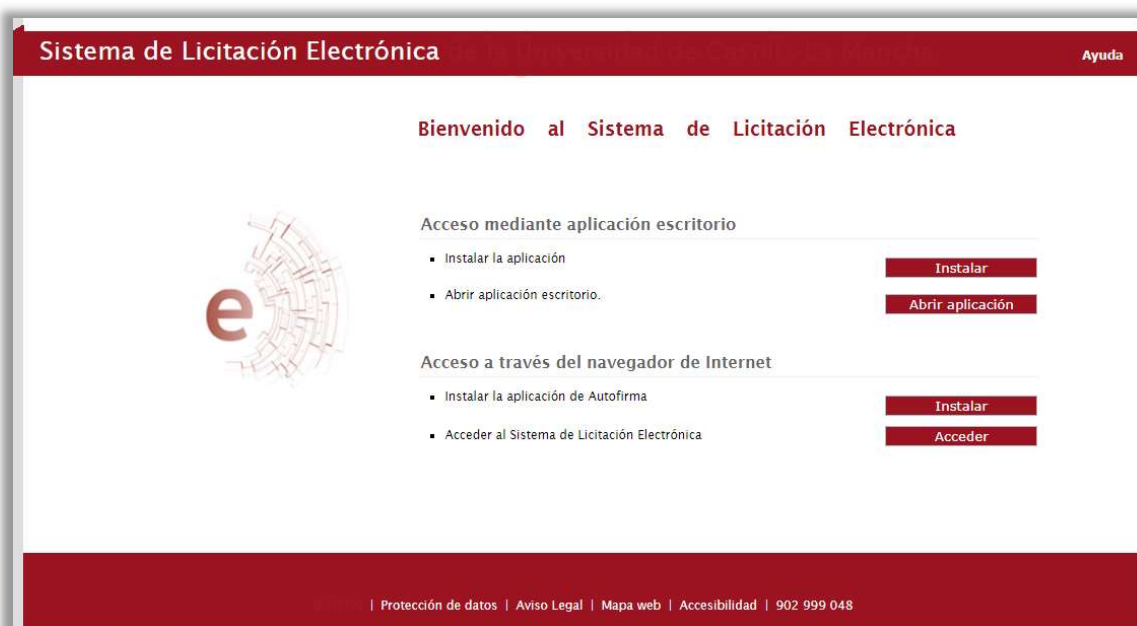 Sistema de Licitación Electrónica
Ayuda
Bienvenido al Sistema de Licitación Electrónica
e
Acceso mediante aplicación escritorio
▪ Instalar la aplicación
Instalar
▪ Abrir aplicación escritorio.
Abrir aplicación
Acceso a través del navegador de Internet
▪ Instalar la aplicación de Autofirma
Instalar
▪ Acceder al Sistema de Licitación Electrónica
Acceder
| Protección de datos | Aviso Legal | Mapa web | Accesibilidad | 902 999 048